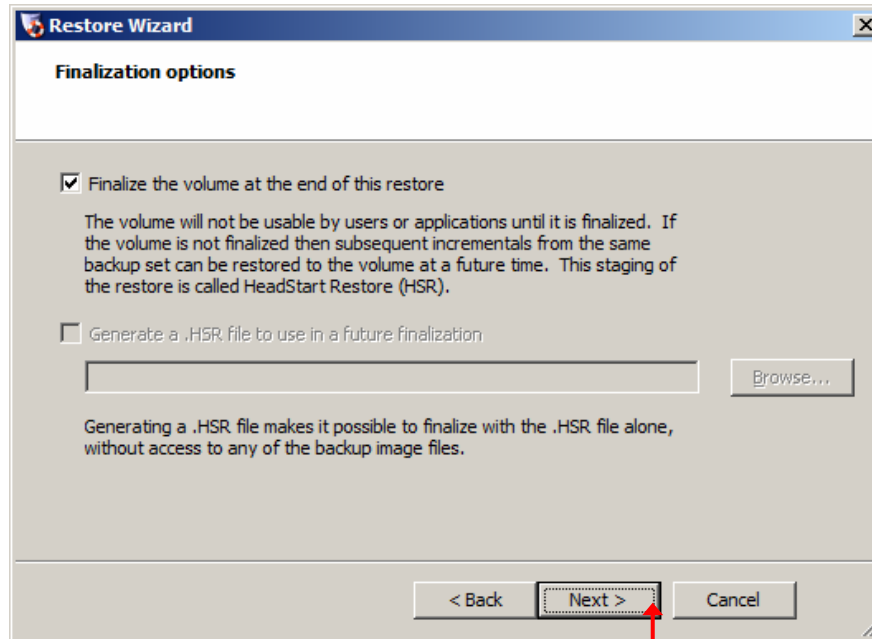 Restore Wizard
Finalization options
Finalize the volume at the end of this restore
The volume will not be usable by users or applications until it is finalized.  If
the volume is not finalized then subsequent incrementals from the same
backup set can be restored to the volume at a future time.  This staging of
the restore is called HeadStart Restore (HSR).
Generate a .HSR file to use in a future finalization
Browse...
Generating a .HSR file makes it possible to finalize with the .HSR file alone,
without access to any of the backup image files.
< Back
Next >
Cancel